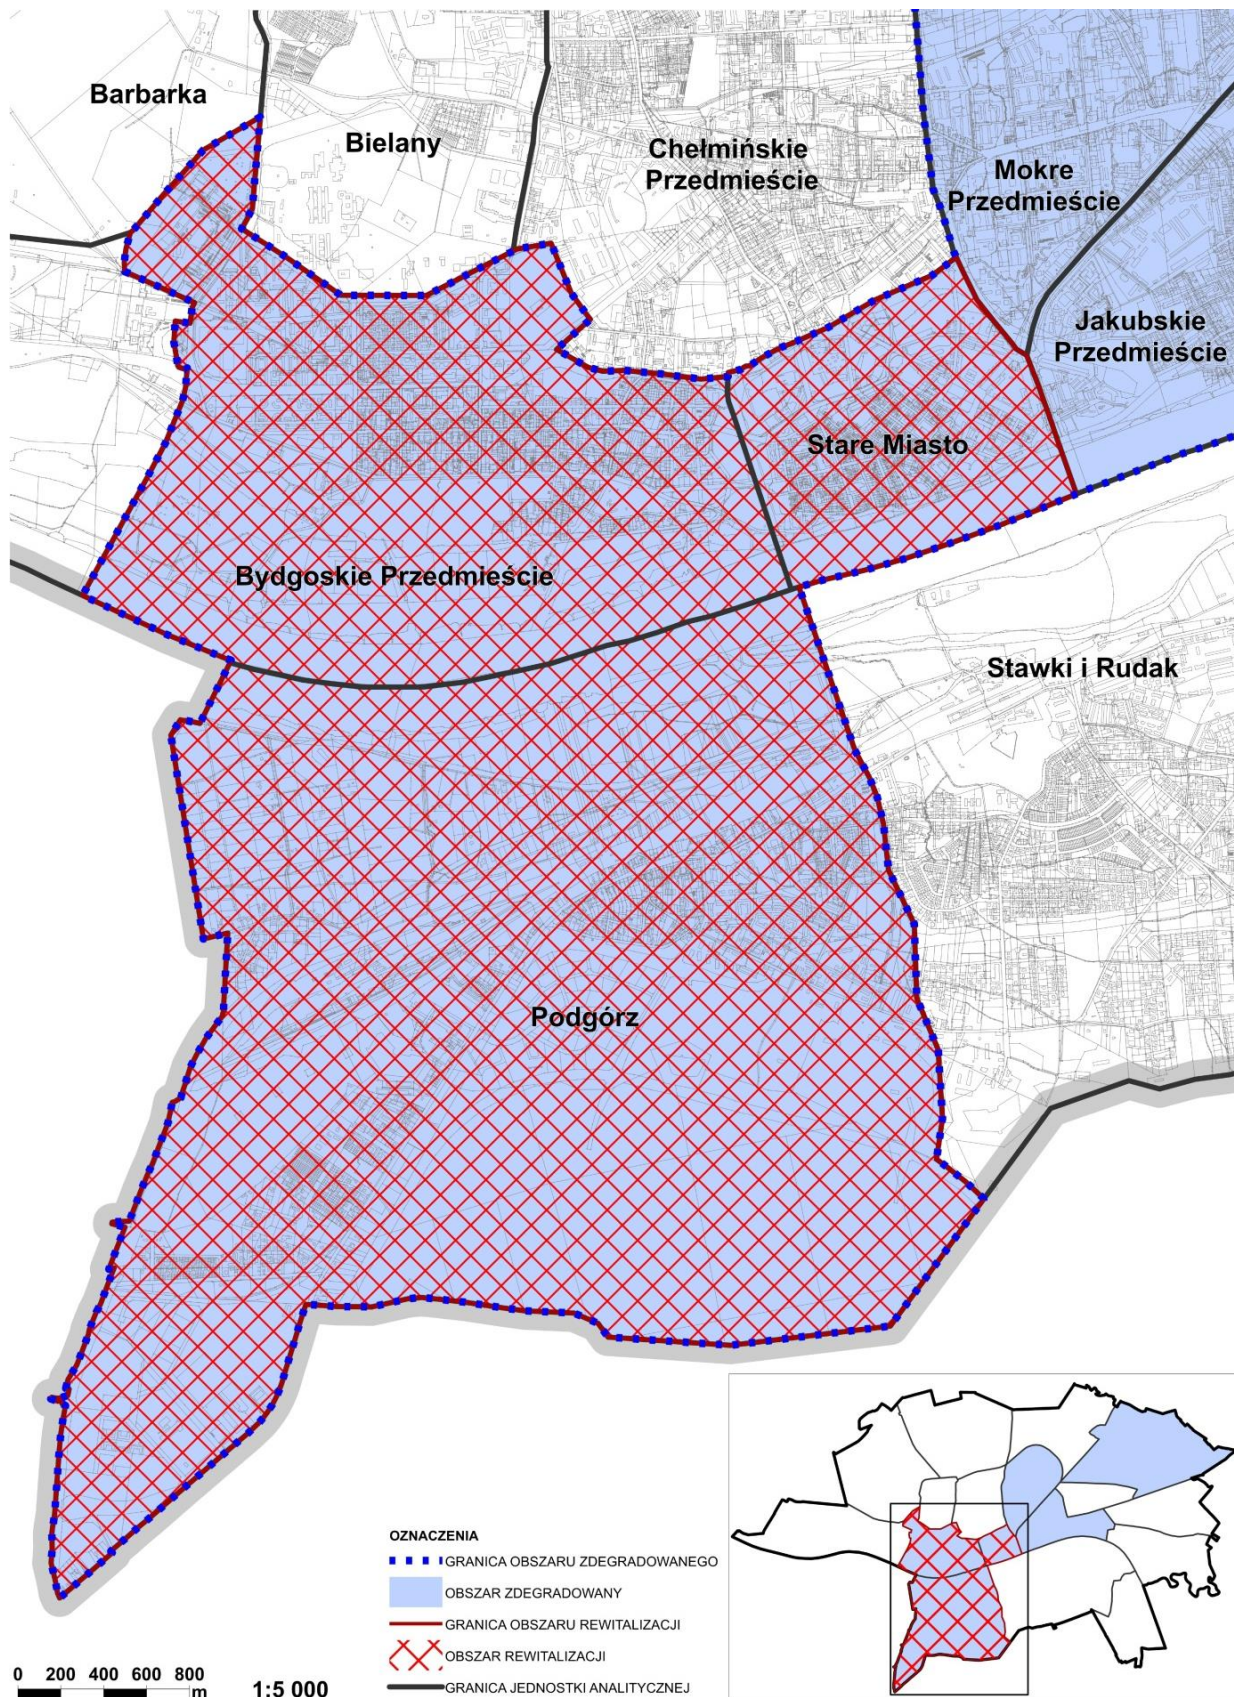 Barbarka
Bielany
Chełmińskie
Przedmieście
Mokre
Przedmieście
Jakubskie
Przedmieście
Stare Miasto
Bydgoskie Przedmieście
Stawki i Rudak
Podgórz
OZNACZENIA
GRANICA OBSZARU ZDEGRADOWANEGO
OBSZAR ZDEGRADOWANY
GRANICA OBSZARU REWITALIZACJI
OBSZAR REWITALIZACJI
GRANICA JEDNOSTKI ANALITYCZNEJ
0 200 400 600 800
m
1:5 000